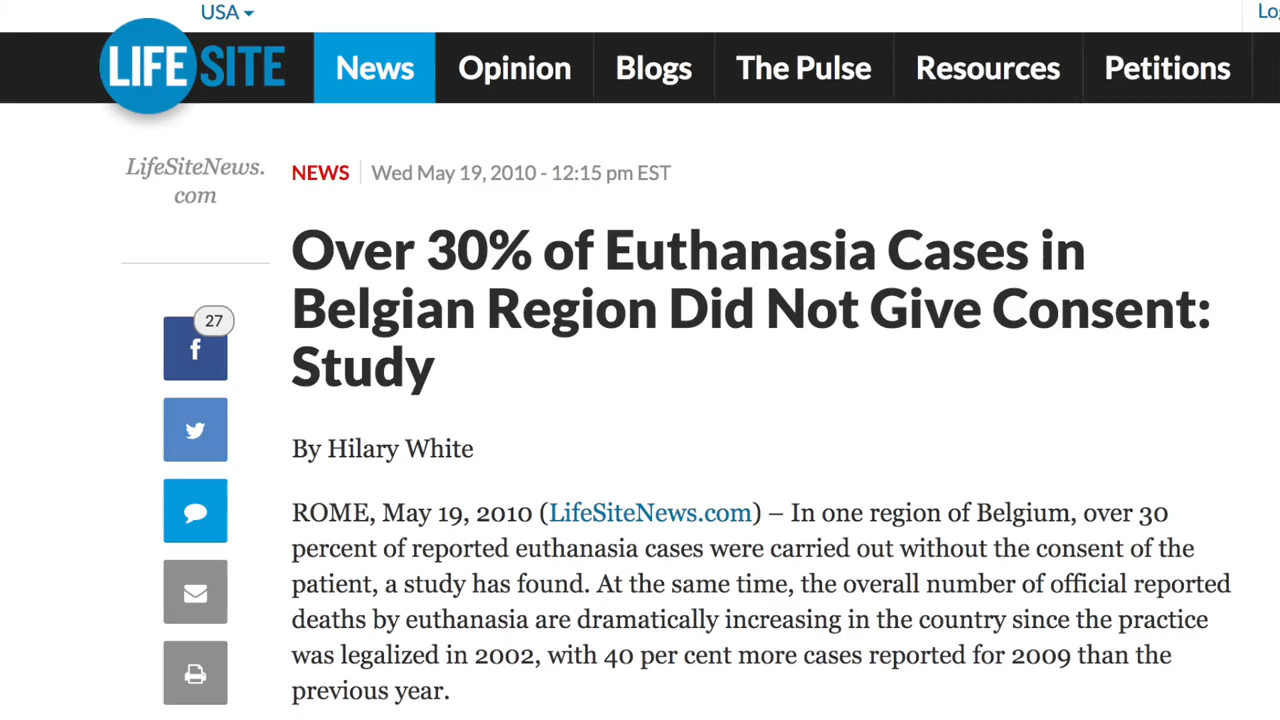 USA
Lo
LIFE SITE
News
Opinion
Blogs
The Pulse
Resources
Petitions
LifeSiteNews.
com
NEWS
Wed May 19, 2010 - 12:15 pm EST
Over 30% of Euthanasia Cases in
Belgian Region Did Not Give Consent:
Study
27
f
By Hilary White
ROME, May 19, 2010 (LifeSiteNews.com) – In one region of Belgium, over 30
percent of reported euthanasia cases were carried out without the consent of the
patient, a study has found. At the same time, the overall number of official reported
deaths by euthanasia are dramatically increasing in the country since the practice
was legalized in 2002, with 40 per cent more cases reported for 2009 than the
previous year.